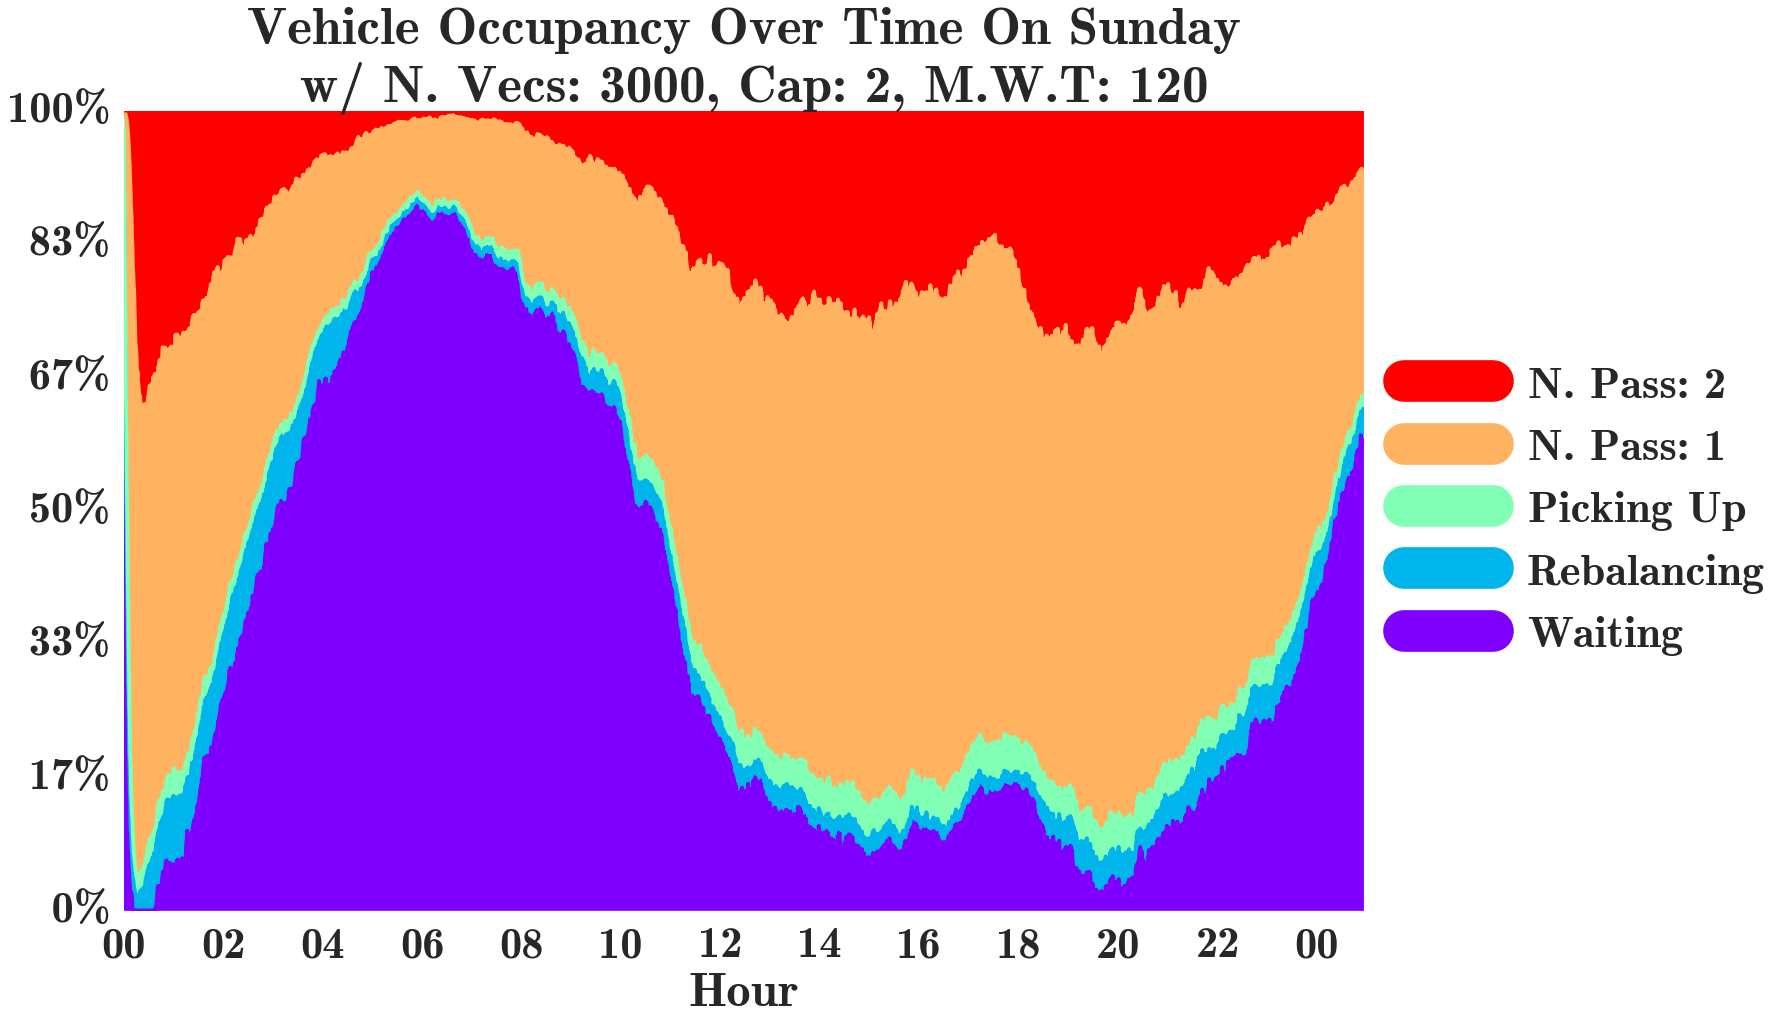 Vehicle Occupancy Over Time On Sunday
w/ N. Vecs: 3000, Cap: 2, M.W.T: 120
100%
83%
67%
50%
33%
17%
0%
00 02 04 06 08 10 12 14 16 18 20 22 00
Hour
N. Pass: 2
N. Pass: 1
Picking Up
Rebalancing
Waiting